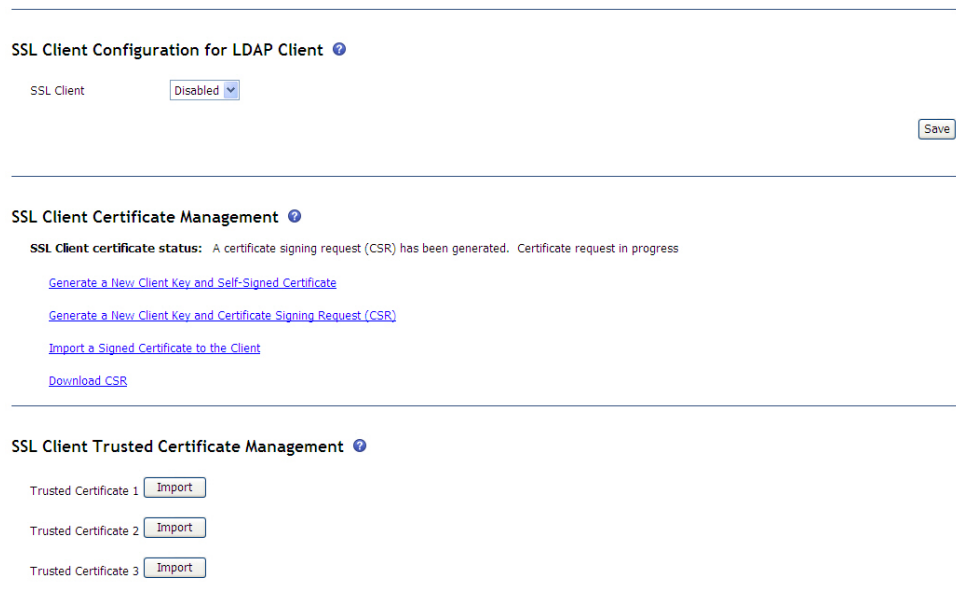 SSL Client Configuration for LDAP Client ?
SSL Client Disabled
Save
SSL Client Certificate Management ?
SSL Client certificate status: A certificate signing request (CSR) has been generated. Certificate request in progress
Generate a New Client Key and Self-Signed Certificate
Generate a New Client Key and Certificate Signing Request (CSR)
Import a Signed Certificate to the Client
Download CSR
SSL Client Trusted Certificate Management ?
Trusted Certificate 1 Import
Trusted Certificate 2 Import
Trusted Certificate 3 Import